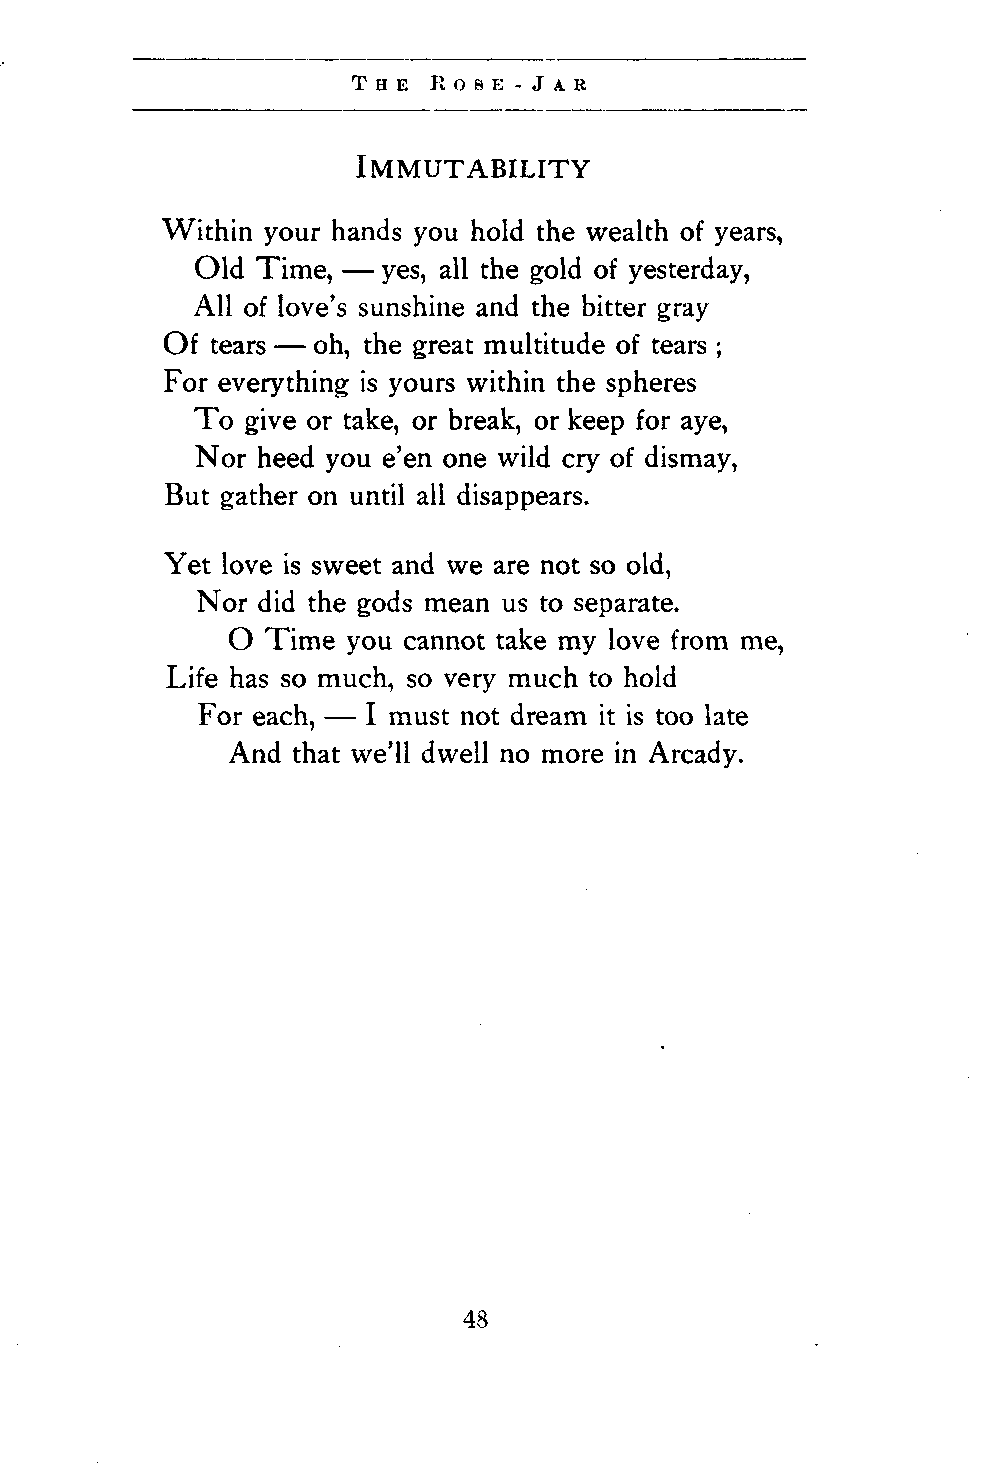 THE ROSE-JAR
IMMUTABILITY
Within your hands you hold the wealth of years,
Old Time, — yes, all the gold of yesterday,
All of love's sunshine and the bitter gray
Of tears — oh, the great multitude of tears ;
For everything is yours within the spheres
To give or take, or break, or keep for aye,
Nor heed you e'en one wild cry of dismay,
But gather on until all disappears.
Yet love is sweet and we are not so old,
Nor did the gods mean us to separate.
O Time you cannot take my love from me,
Life has so much, so very much to hold
For each, — I must not dream it is too late
And that we'll dwell no more in Arcady.
48